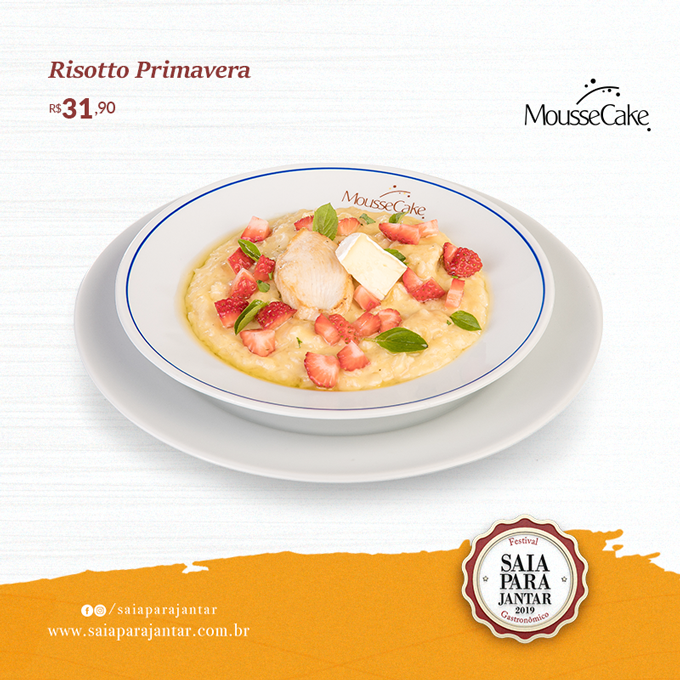 Risotto Primavera
R$31,90
MousseCake
MousseCake
Festival
SAIA
PARA
JANTAR
2019
Gastronômico
/saiaparajantar
www.saiaparajantar.com.br